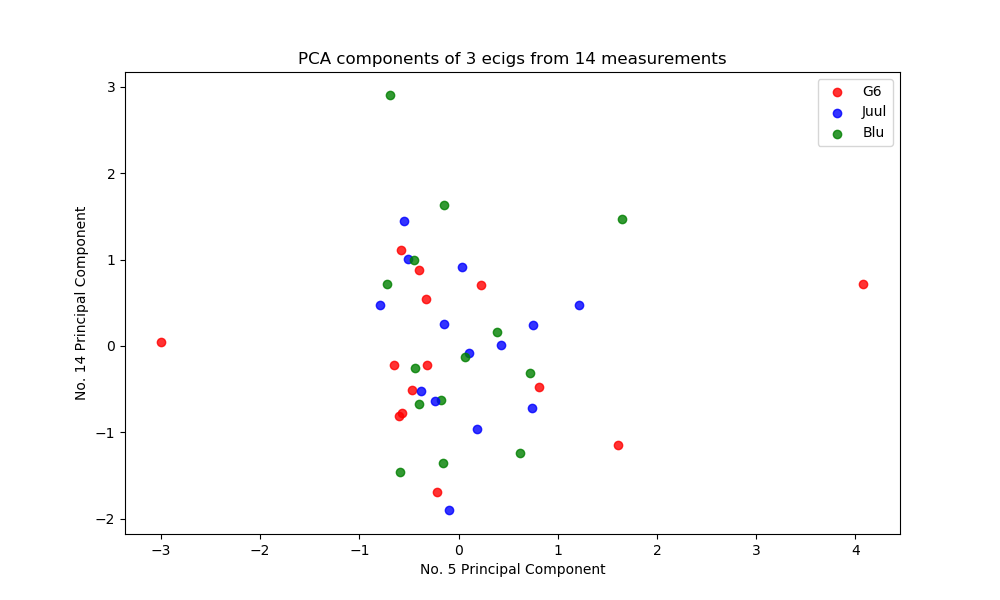 PCA components of 3 ecigs from 14 measurements
G6
Juul
Blu
3
2
1
0
−1
−2
No. 14 Principal Component
−3
−2
−1
0
1
2
3
4
No. 5 Principal Component